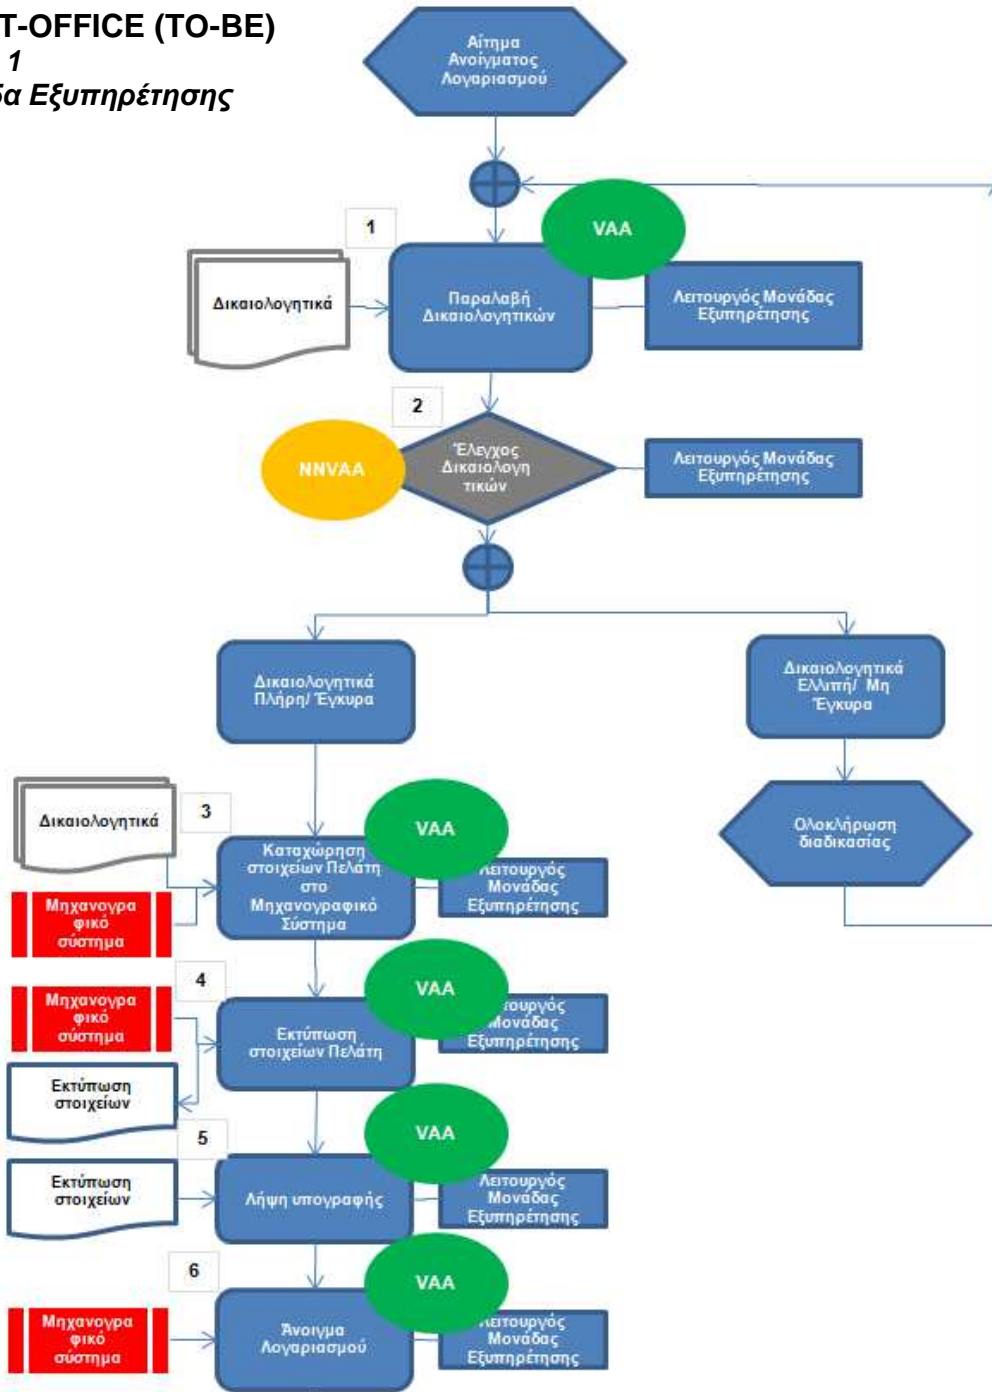 T-OFFICE (TO-BE)
1
δα Εξυπηρέτησης
Αίτημα
Ανοίγματος
Λογαριασμού
1
VAA
Δικαιολογητικά
Παραλαβή
Δικαιολογητικών
Λειτουργός Μονάδας
Εξυπηρέτησης
2
NNVAA
Έλεγχος
Δικαιολογη
τικών
Λειτουργός Μονάδας
Εξυπηρέτησης
Δικαιολογητικά
Πλήρη/ Έγκυρα
Δικαιολογητικά
Ελλιπή/ Μη
Έγκυρα
Δικαιολογητικά
3
VAA
Καταχώρηση
στοιχείων Πελάτη
στο
Μηχανογραφικό
Σύστημα
Λειτουργός
Μονάδας
Εξυπηρέτησης
Ολοκλήρωση
διαδικασίας
Μηχανογρα
φικό
σύστημα
4
VAA
Μηχανογρα
φικό
σύστημα
Εκτύπωση
στοιχείων Πελάτη
τουργός
Μονάδας
Εξυπηρέτησης
Εκτύπωση
στοιχείων
5
VAA
Εκτύπωση
στοιχείων
Λήψη υπογραφής
Λειτουργός
Μονάδας
Εξυπηρέτησης
6
VAA
Μηχανογρα
φικό
σύστημα
Άνοιγμα
Λογαριασμού
Λειτουργός
Μονάδας
Εξυπηρέτησης